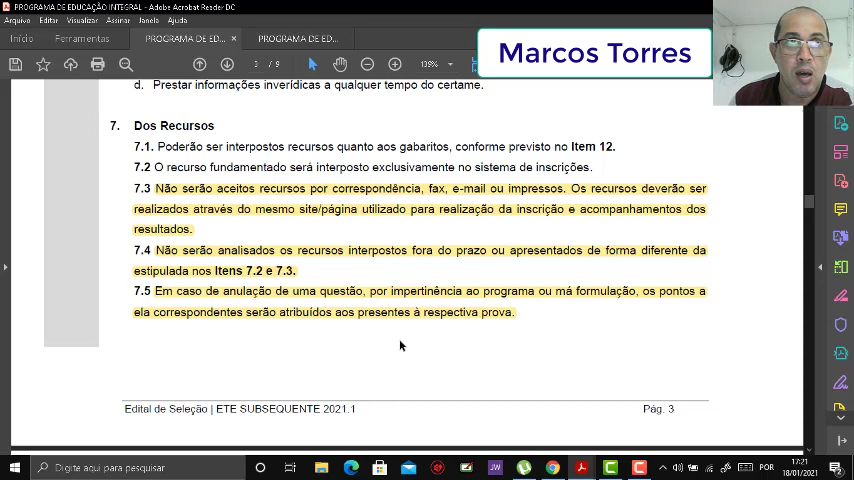 PROGRAMA DE EDUCAÇÃO INTEGRAL - Adobe Acrobat Reader DC
Arquivo Editar Visualizar Assinar Janela Ajuda
Início Ferramentas PROGRAMA DE ED... × PROGRAMA DE ED...
3 / 9 139%
Marcos Torres
d. Prestar informações inverídicas a qualquer tempo do certame.
7. Dos Recursos
7.1. Poderão ser interpostos recursos quanto aos gabaritos, conforme previsto no Item 12.
7.2 O recurso fundamentado será interposto exclusivamente no sistema de inscrições.
7.3 Não serão aceitos recursos por correspondência, fax, e-mail ou impressos. Os recursos deverão ser
realizados através do mesmo site/página utilizado para realização da inscrição e acompanhamentos dos
resultados.
7.4 Não serão analisados os recursos interpostos fora do prazo ou apresentados de forma diferente da
estipulada nos Itens 7.2 e 7.3.
7.5 Em caso de anulação de uma questão, por impertinência ao programa ou má formulação, os pontos a
ela correspondentes serão atribuídos aos presentes à respectiva prova.
Edital de Seleção | ETE SUBSEQUENTE 2021.1 Pág. 3
Digite aqui para pesquisar
JW
POR
17:21
18/01/2021
2